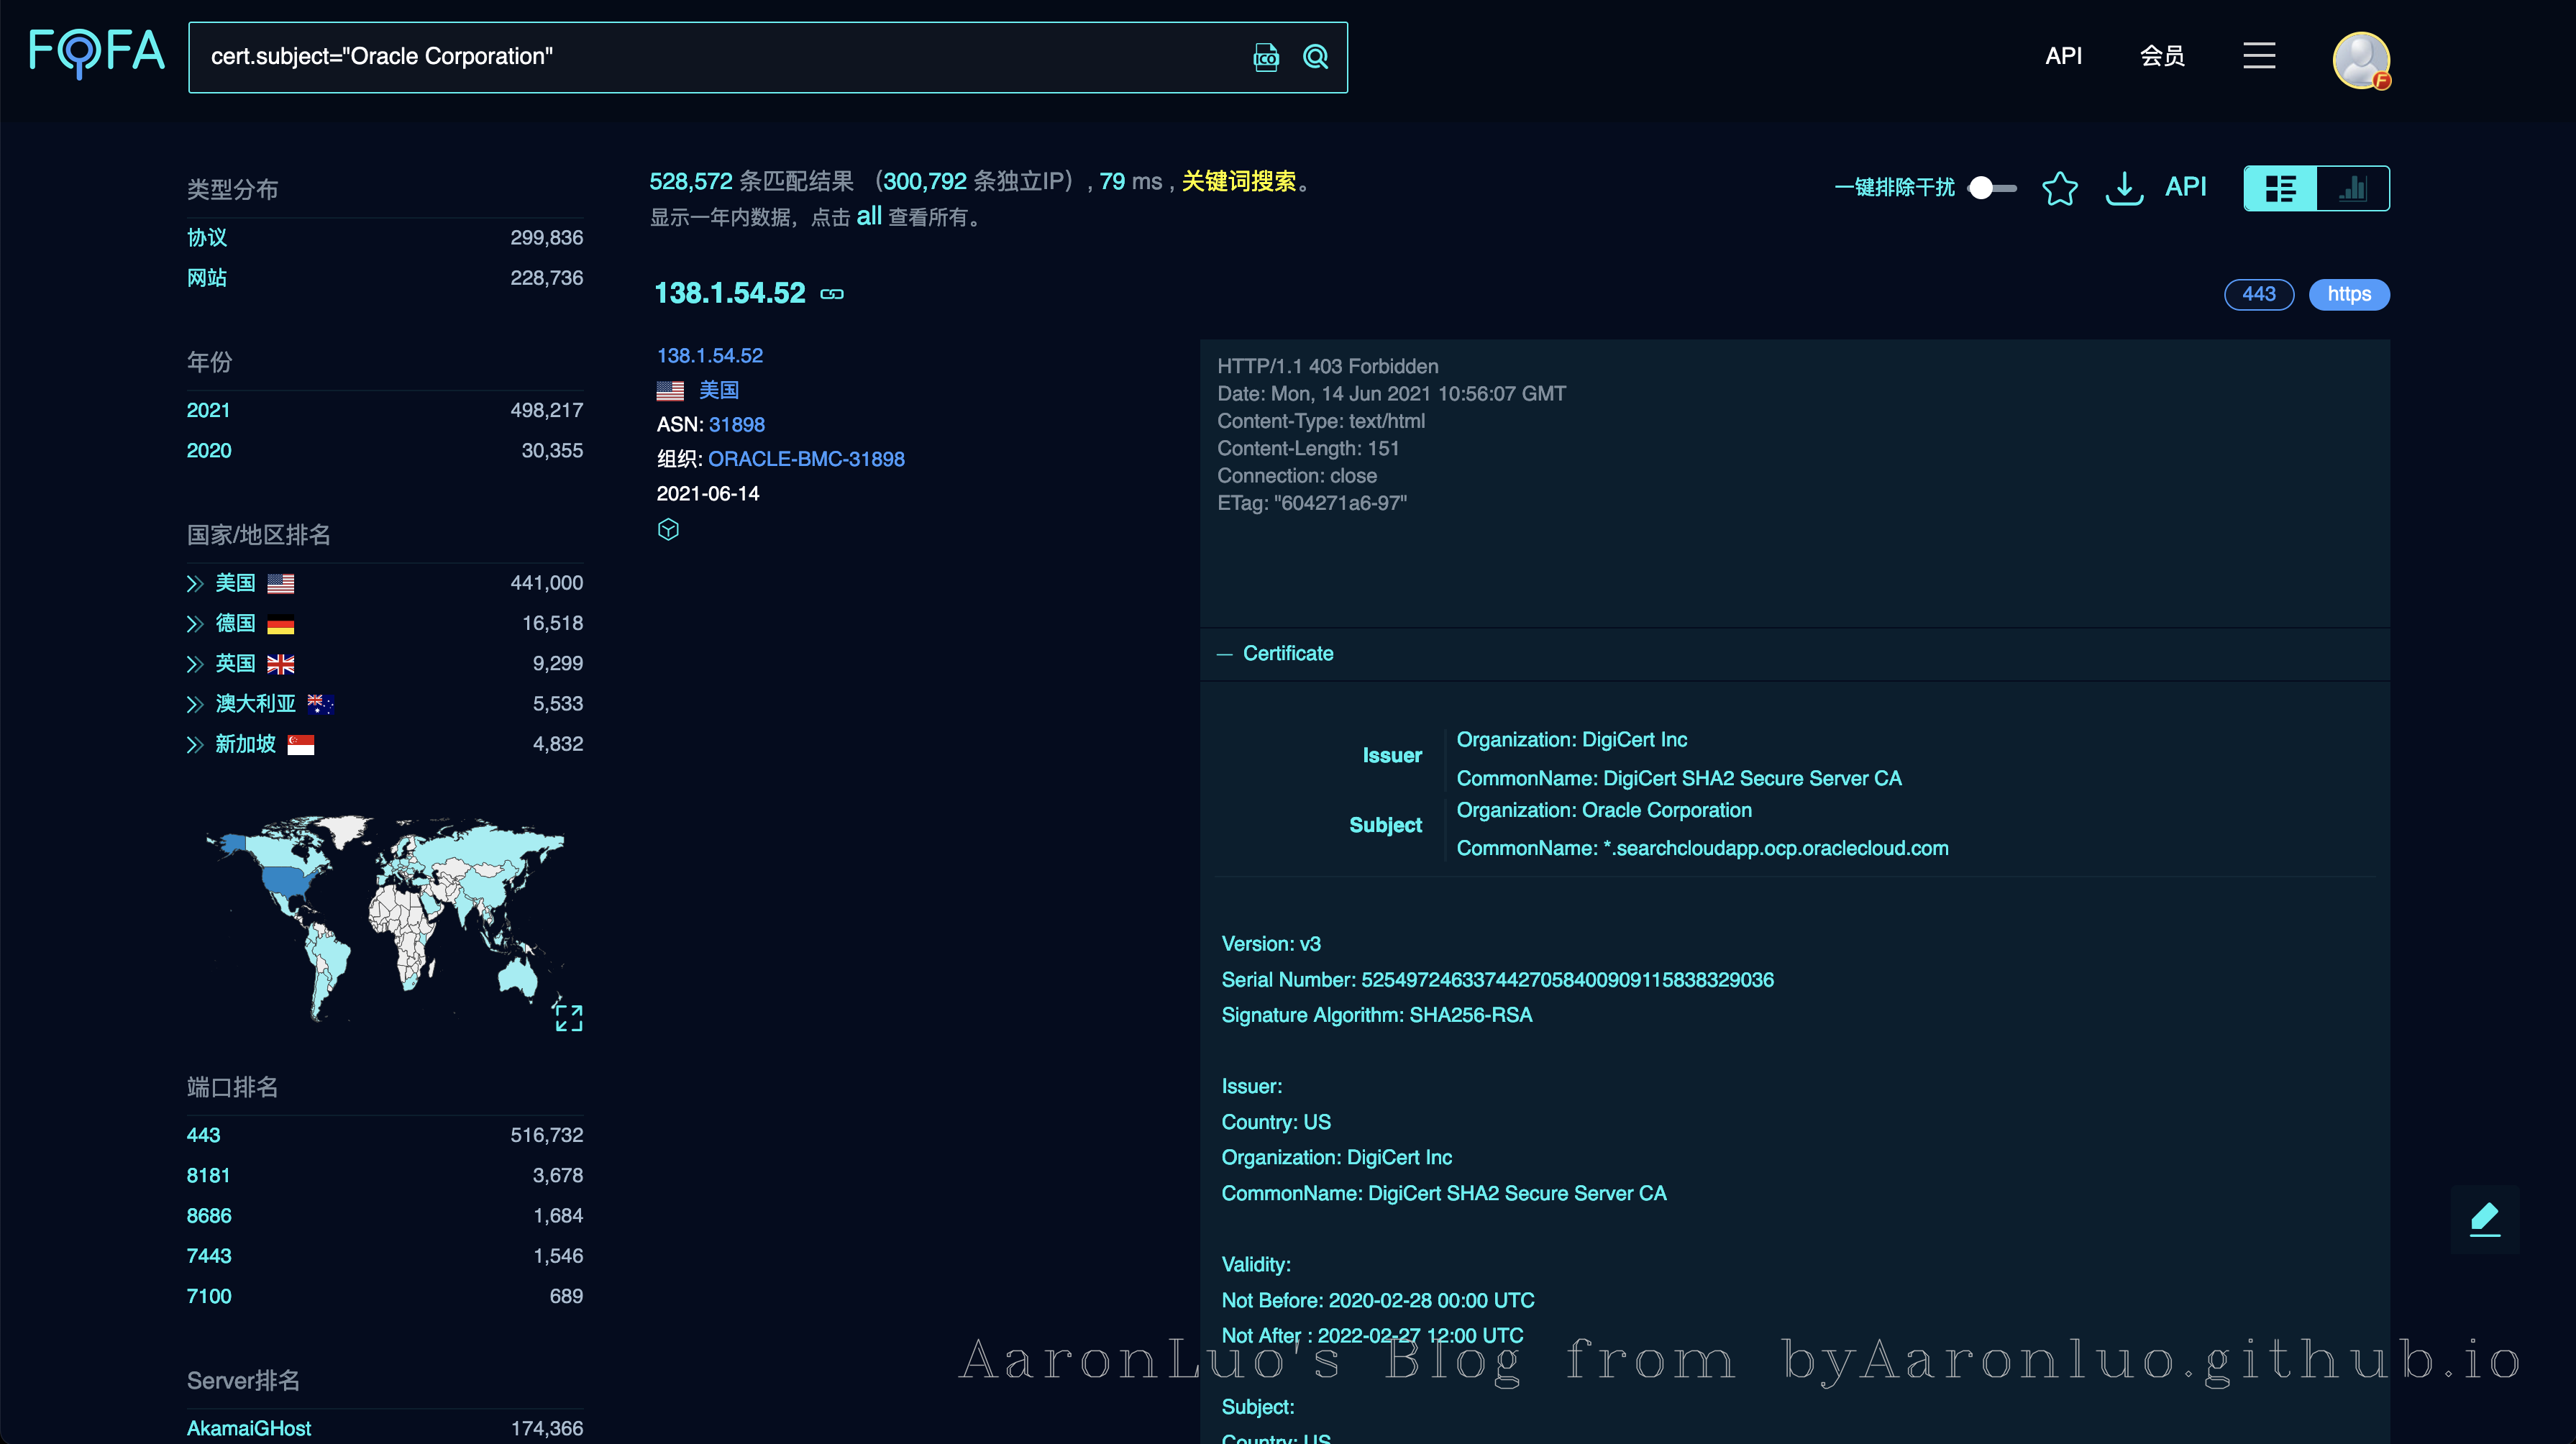 FOFA
cert.subject="Oracle Corporation"
ICO
API
会员
F
类型分布
协议 299,836
网站 228,736
年份
2021 498,217
2020 30,355
国家/地区排名
美国 441,000
德国 16,518
英国 9,299
澳大利亚 5,533
新加坡 4,832
端口排名
443 516,732
8181 3,678
8686 1,684
7443 1,546
7100 689
Server排名
AkamaiGHost 174,366
528,572 条匹配结果 （300,792 条独立IP）, 79 ms , 关键词搜索。
显示一年内数据，点击 all 查看所有。
一键排除干扰
API
138.1.54.52
443 https
138.1.54.52
美国
ASN: 31898
组织: ORACLE-BMC-31898
2021-06-14
HTTP/1.1 403 Forbidden
Date: Mon, 14 Jun 2021 10:56:07 GMT
Content-Type: text/html
Content-Length: 151
Connection: close
ETag: "604271a6-97"
Certificate
Issuer
Organization: DigiCert Inc
CommonName: DigiCert SHA2 Secure Server CA
Subject
Organization: Oracle Corporation
CommonName: *.searchcloudapp.ocp.oraclecloud.com
Version: v3
Serial Number: 5254972463374427058400909115838329036
Signature Algorithm: SHA256-RSA
Issuer:
Country: US
Organization: DigiCert Inc
CommonName: DigiCert SHA2 Secure Server CA
Validity:
Not Before: 2020-02-28 00:00 UTC
Not After : 2022-02-27 12:00 UTC
AaronLuo's Blog from byAaronluo.github.io
Subject:
Country: US